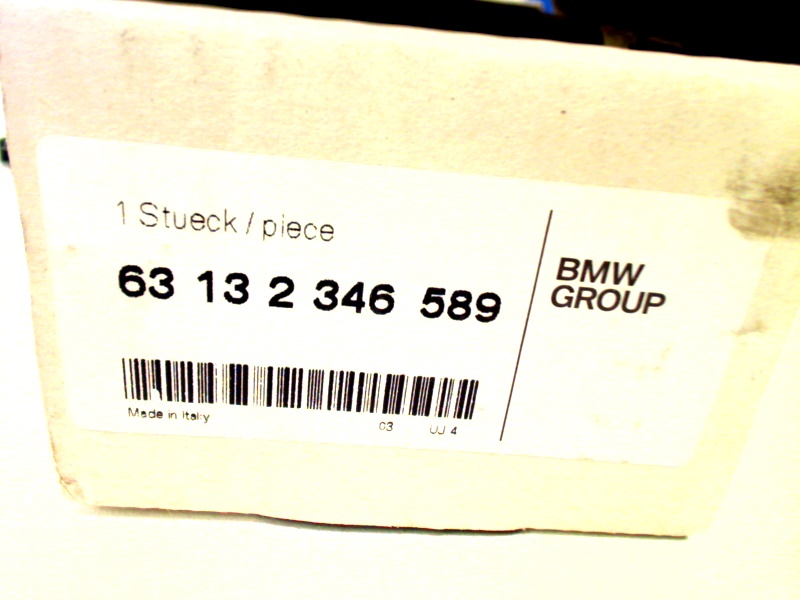 1 Stueck / piece
63 13 2 346 589
Made in Italy
03 UJ 4
BMW
GROUP